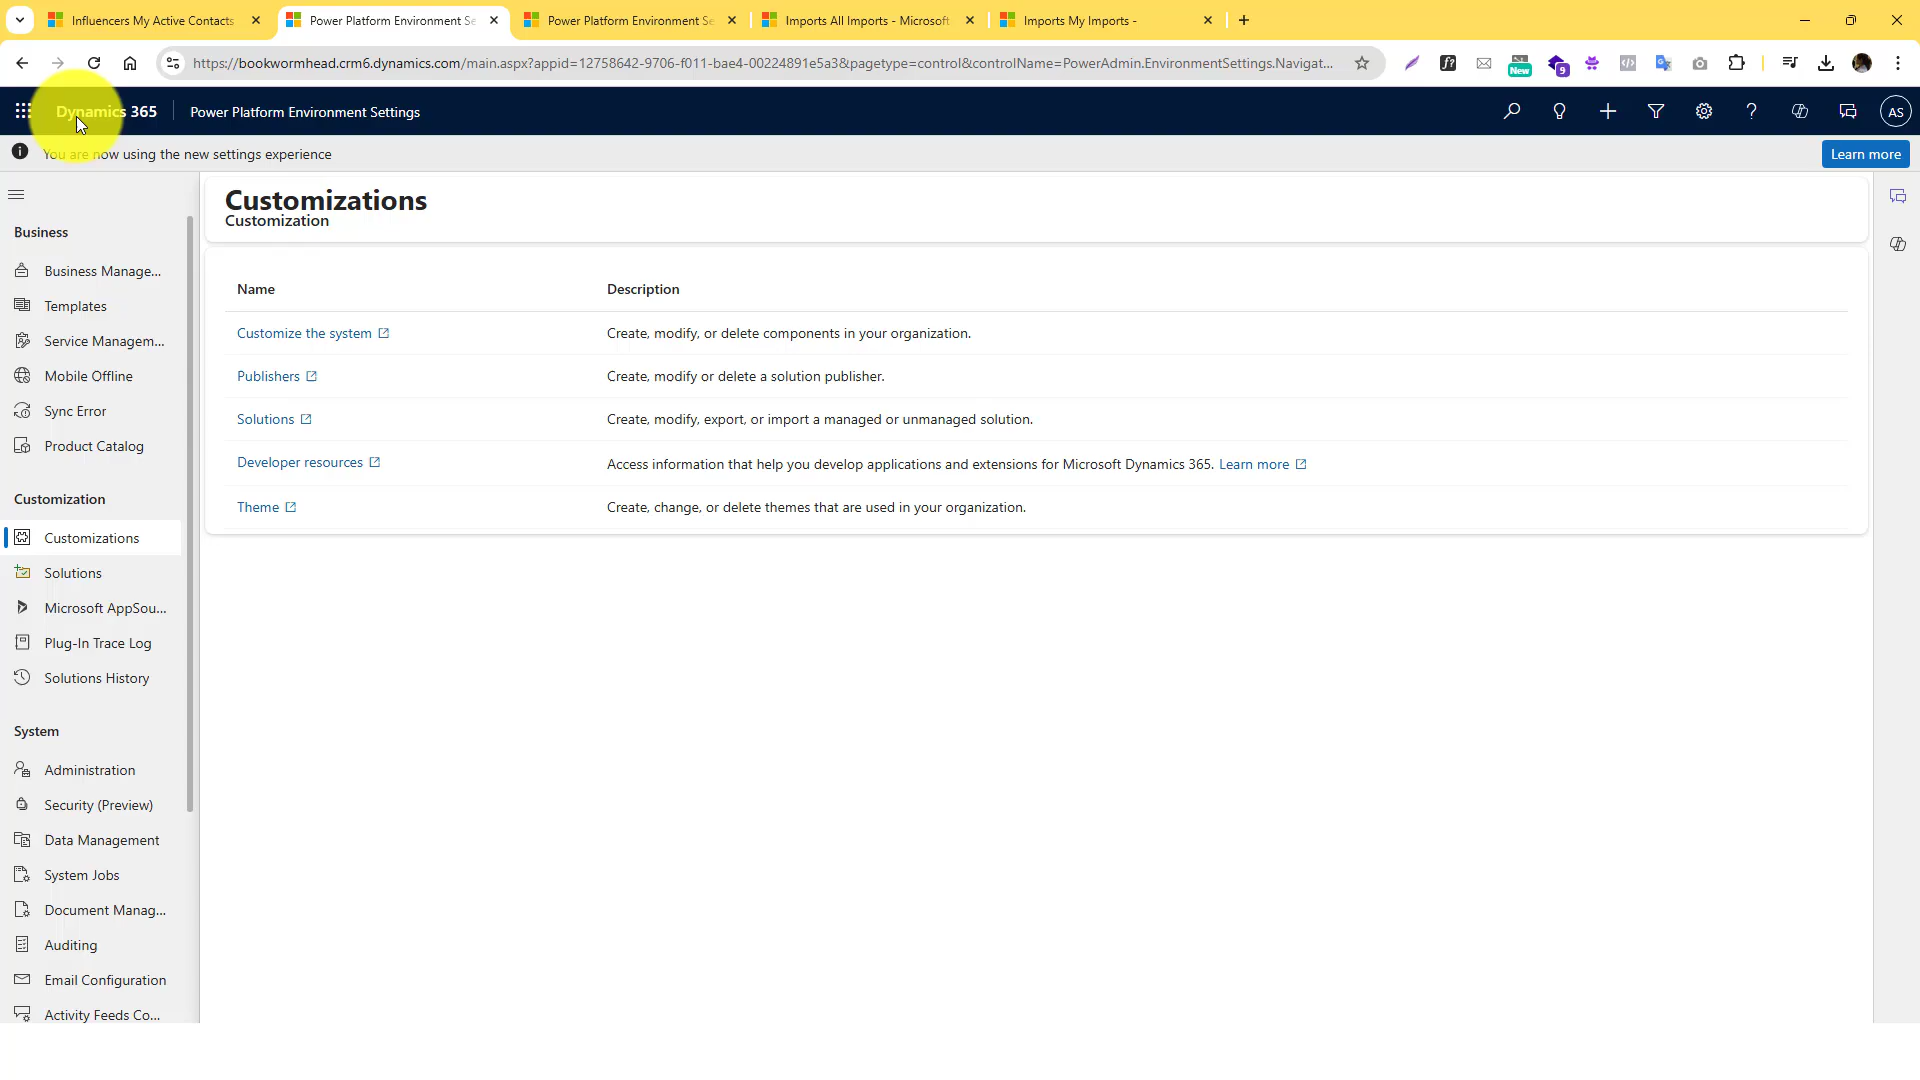 Influencers My Active Contacts
Power Platform Environment Se
Power Platform Environment Se
Imports All Imports - Microsoft
Imports My Imports -
https://bookwormhead.crm6.dynamics.com/main.aspx?appid=12758642-9706-f011-bae4-00224891e5a3&pagetype=control&controlName=PowerAdmin.EnvironmentSettings.Navigat...
f?
New
9
Dynamics 365
Power Platform Environment Settings
AS
You are now using the new settings experience
Learn more
Business
Business Manage...
Templates
Service Managem...
Mobile Offline
Sync Error
Product Catalog
Customization
Customizations
Solutions
Microsoft AppSou...
Plug-In Trace Log
Solutions History
System
Administration
Security (Preview)
Data Management
System Jobs
Document Manag...
Auditing
Email Configuration
Activity Feeds Co...
Customizations
Customization
Name
Description
Customize the system
Create, modify, or delete components in your organization.
Publishers
Create, modify or delete a solution publisher.
Solutions
Create, modify, export, or import a managed or unmanaged solution.
Developer resources
Access information that help you develop applications and extensions for Microsoft Dynamics 365. Learn more
Theme
Create, change, or delete themes that are used in your organization.